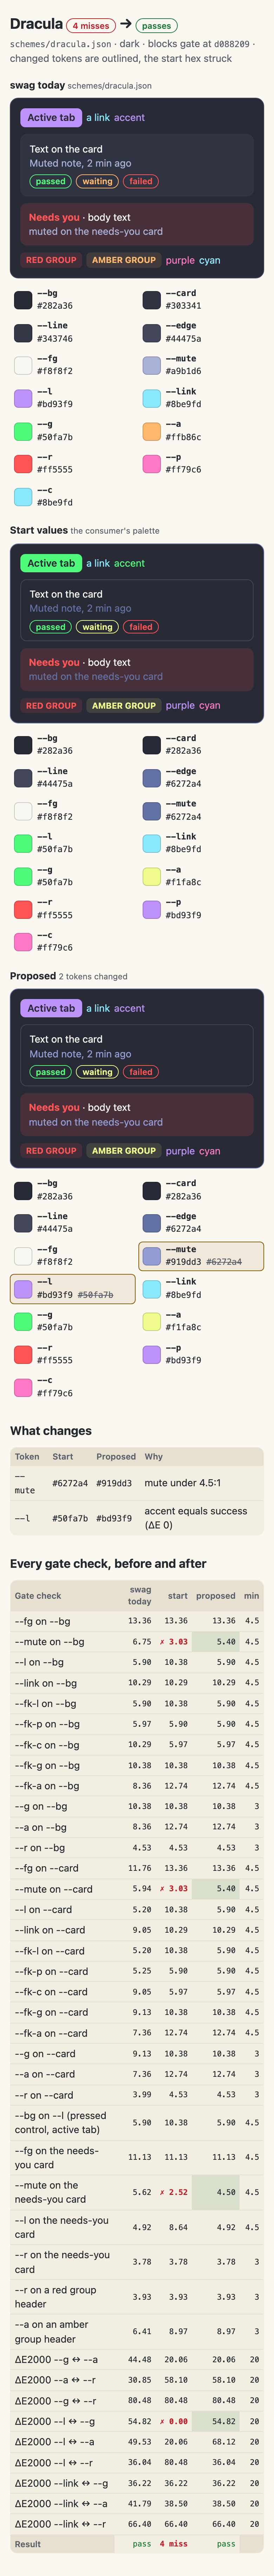 Dracula 4 misses → passes
schemes/dracula.json · dark · blocks gate at d088209 ·
changed tokens are outlined, the start hex struck
swag today schemes/dracula.json
Active tab a link accent
Text on the card
Muted note, 2 min ago
passed waiting failed
Needs you · body text
muted on the needs-you card
RED GROUP AMBER GROUP purple cyan
--bg #282a36
--card #303341
--line #343746
--edge #44475a
--fg #f8f8f2
--mute #a9b1d6
--l #bd93f9
--link #8be9fd
--g #50fa7b
--a #ffb86c
--r #ff5555
--p #ff79c6
--c #8be9fd
Start values the consumer's palette
Active tab a link accent
Text on the card
Muted note, 2 min ago
passed waiting failed
Needs you · body text
muted on the needs-you card
RED GROUP AMBER GROUP purple cyan
--bg #282a36
--card #282a36
--line #44475a
--edge #6272a4
--fg #f8f8f2
--mute #6272a4
--l #50fa7b
--link #8be9fd
--g #50fa7b
--a #f1fa8c
--r #ff5555
--p #bd93f9
--c #ff79c6
Proposed 2 tokens changed
Active tab a link accent
Text on the card
Muted note, 2 min ago
passed waiting failed
Needs you · body text
muted on the needs-you card
RED GROUP AMBER GROUP purple cyan
--bg #282a36
--card #282a36
--line #44475a
--edge #6272a4
--fg #f8f8f2
--mute #919dd3 #6272a4
--l #bd93f9 #50fa7b
--link #8be9fd
--g #50fa7b
--a #f1fa8c
--r #ff5555
--p #bd93f9
--c #ff79c6
What changes
Token Start Proposed Why
--mute #6272a4 #919dd3 mute under 4.5:1
--l #50fa7b #bd93f9 accent equals success (ΔE 0)
Every gate check, before and after
Gate check swag today start proposed min
--fg on --bg 13.36 13.36 13.36 4.5
--mute on --bg 6.75 ✗ 3.03 5.40 4.5
--l on --bg 5.90 10.38 5.90 4.5
--link on --bg 10.29 10.29 10.29 4.5
--fk-l on --bg 5.90 10.38 5.90 4.5
--fk-p on --bg 5.97 5.90 5.90 4.5
--fk-c on --bg 10.29 5.97 5.97 4.5
--fk-g on --bg 10.38 10.38 10.38 4.5
--fk-a on --bg 8.36 12.74 12.74 4.5
--g on --bg 10.38 10.38 10.38 3
--a on --bg 8.36 12.74 12.74 3
--r on --bg 4.53 4.53 4.53 3
--fg on --card 11.76 13.36 13.36 4.5
--mute on --card 5.94 ✗ 3.03 5.40 4.5
--l on --card 5.20 10.38 5.90 4.5
--link on --card 9.05 10.29 10.29 4.5
--fk-l on --card 5.20 10.38 5.90 4.5
--fk-p on --card 5.25 5.90 5.90 4.5
--fk-c on --card 9.05 5.97 5.97 4.5
--fk-g on --card 9.13 10.38 10.38 4.5
--fk-a on --card 7.36 12.74 12.74 4.5
--g on --card 9.13 10.38 10.38 3
--a on --card 7.36 12.74 12.74 3
--r on --card 3.99 4.53 4.53 3
--bg on --l (pressed control, active tab) 5.90 10.38 5.90 4.5
--fg on the needs-you card 11.13 11.13 11.13 4.5
--mute on the needs-you card 5.62 ✗ 2.52 4.50 4.5
--l on the needs-you card 4.92 8.64 4.92 4.5
--r on the needs-you card 3.78 3.78 3.78 3
--r on a red group header 3.93 3.93 3.93 3
--a on an amber group header 6.41 8.97 8.97 3
ΔE2000 --g ↔ --a 44.48 20.06 20.06 20
ΔE2000 --a ↔ --r 30.85 58.10 58.10 20
ΔE2000 --g ↔ --r 80.48 80.48 80.48 20
ΔE2000 --l ↔ --g 54.82 ✗ 0.00 54.82 20
ΔE2000 --l ↔ --a 49.53 20.06 68.12 20
ΔE2000 --l ↔ --r 36.04 80.48 36.04 20
ΔE2000 --link ↔ --g 36.22 36.22 36.22 20
ΔE2000 --link ↔ --a 41.79 38.50 38.50 20
ΔE2000 --link ↔ --r 66.40 66.40 66.40 20
Result pass 4 miss pass